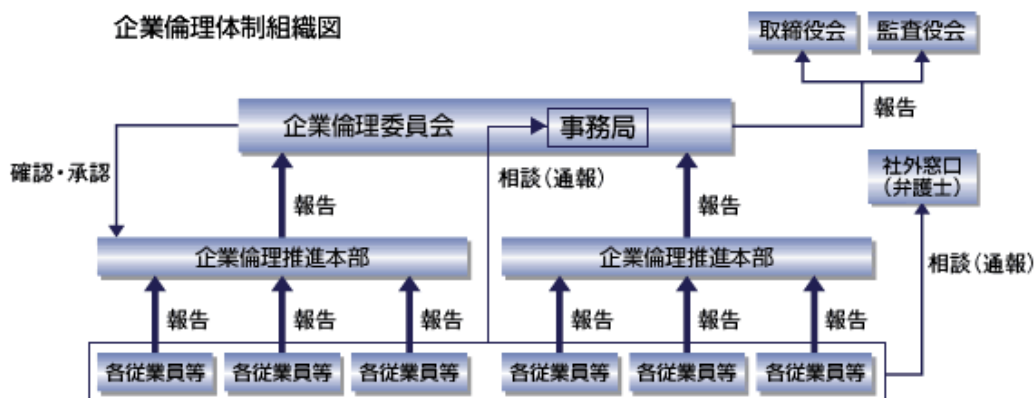 企業倫理体制組織図
取締役会
監査役会
報告
企業倫理委員会
事務局
確認・承認
相談(通報)
社外窓口
(弁護士)
報告
報告
企業倫理推進本部
企業倫理推進本部
相談(通報)
報告
報告
報告
報告
報告
報告
各従業員等
各従業員等
各従業員等
各従業員等
各従業員等
各従業員等